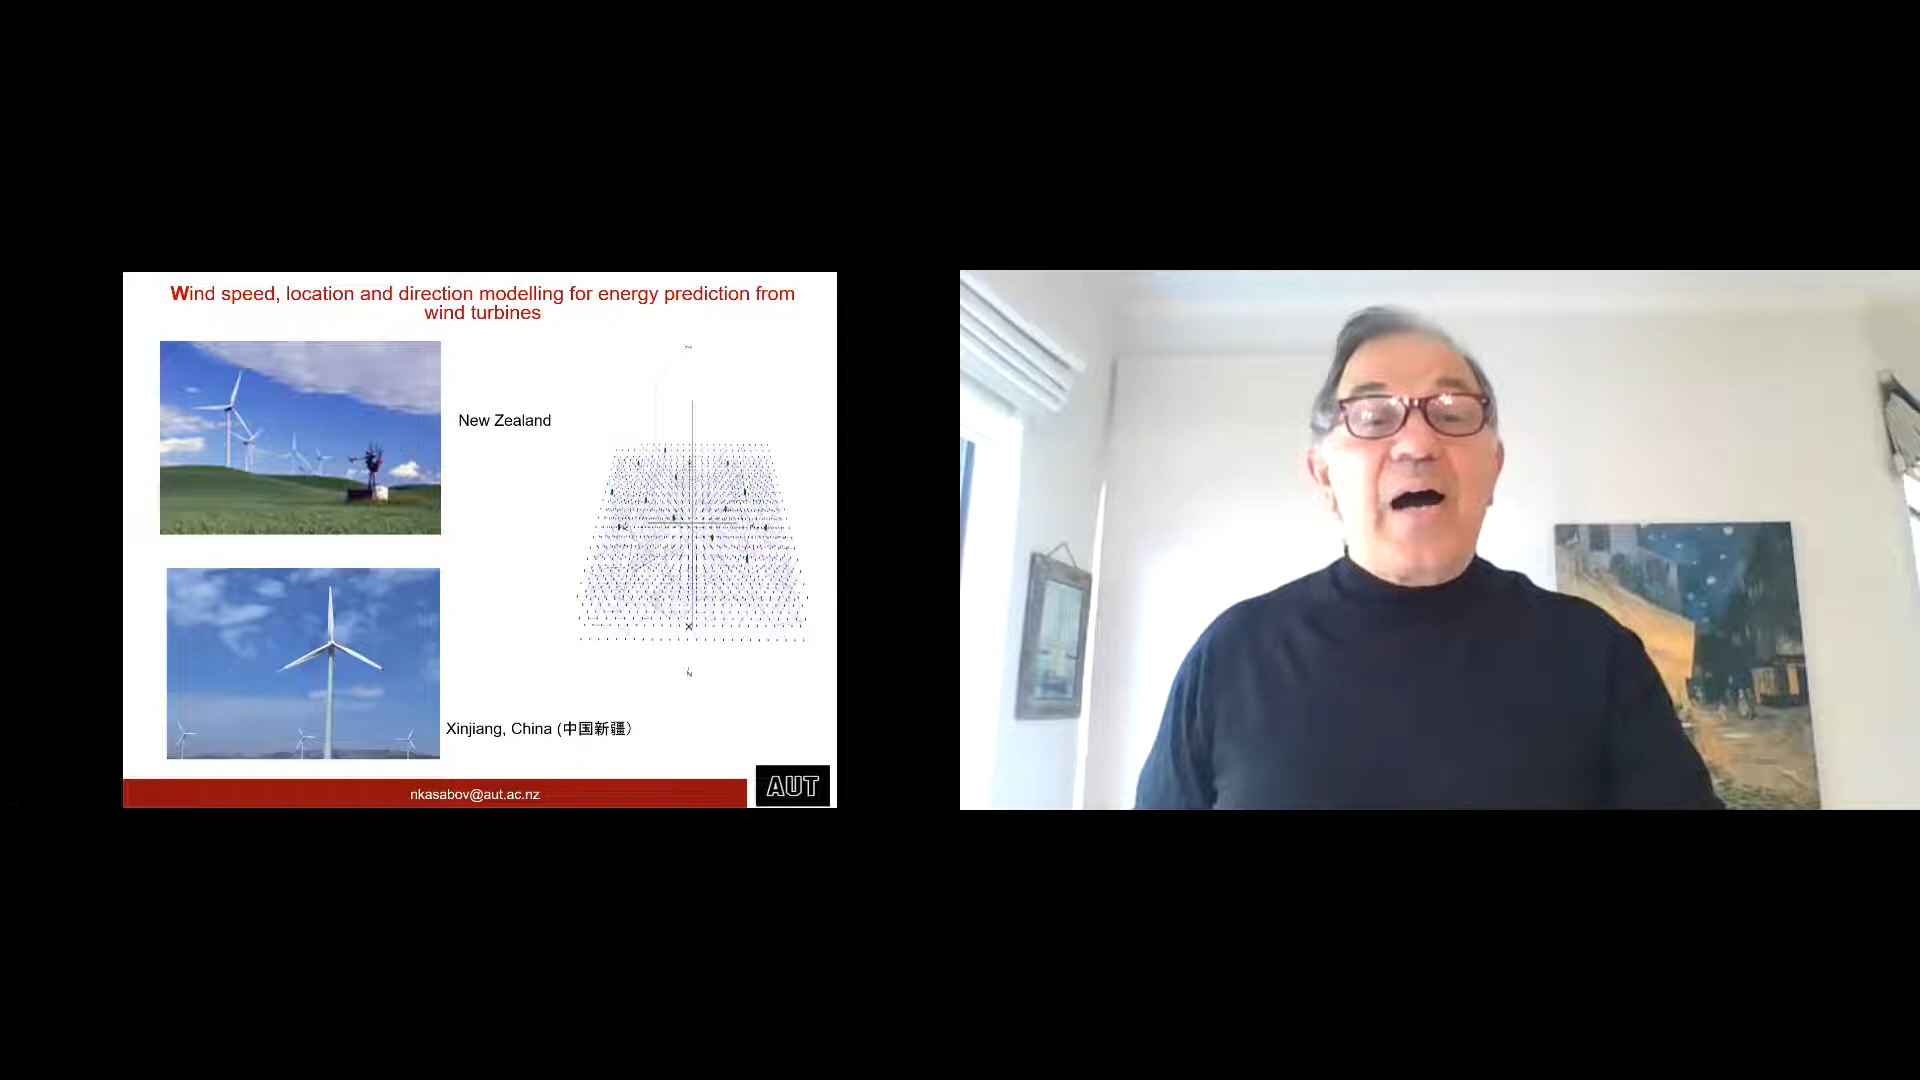 Wind speed, location and direction modelling for energy prediction from
wind turbines
New Zealand
Xinjiang, China (中国新疆)
nkasabov@aut.ac.nz
AUT